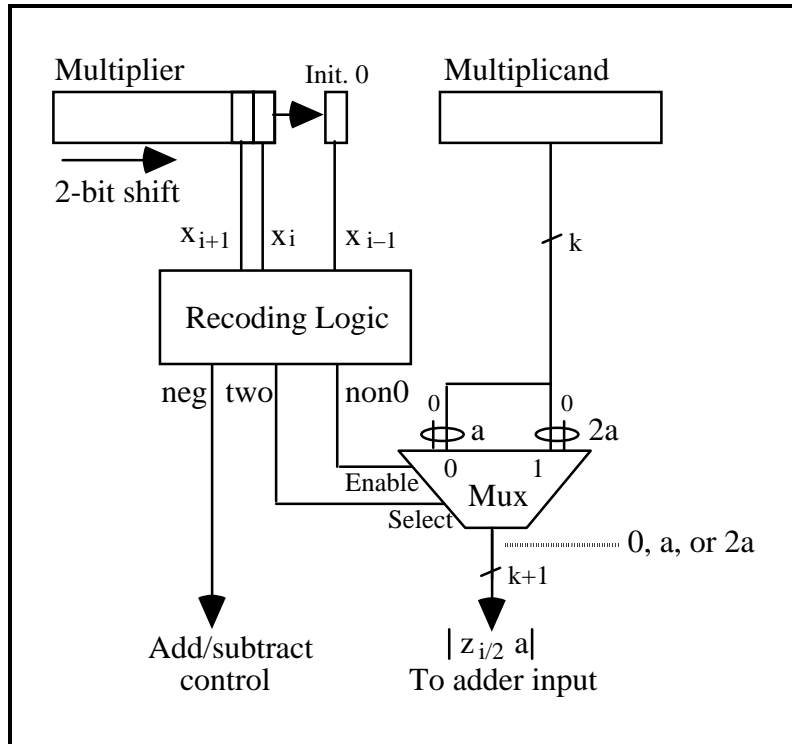 Multiplier
Init. 0
Multiplicand
2-bit shift
x i+1
x i
x i–1
k
Recoding Logic
neg
two
non0
0
a
0
2a
0
1
Enable
Mux
Select
0, a, or 2a
k+1
Add/subtract
control
| z i/2 a|
To adder input